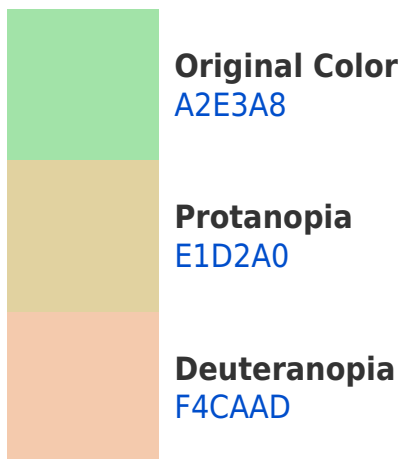 Original Color
A2E3A8
Protanopia
E1D2A0
Deuteranopia
F4CAAD